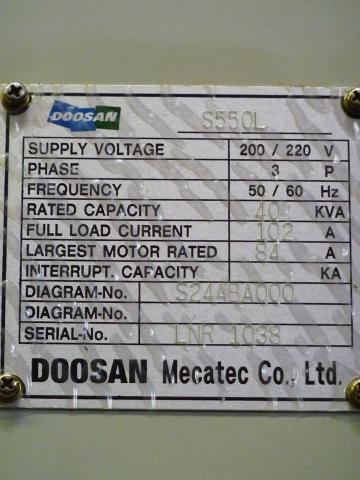 DOOSAN S550L
SUPPLY VOLTAGE 200 / 220 V
PHASE 3 P
FREQUENCY 50 / 60 Hz
RATED CAPACITY 40 KVA
FULL LOAD CURRENT 102 A
LARGEST MOTOR RATED 84 A
INTERRUPT. CAPACITY KA
DIAGRAM-No. S24ABA000
DIAGRAM-No.
SERIAL-No. LNR 1038
DOOSAN Mecatec Co., Ltd.